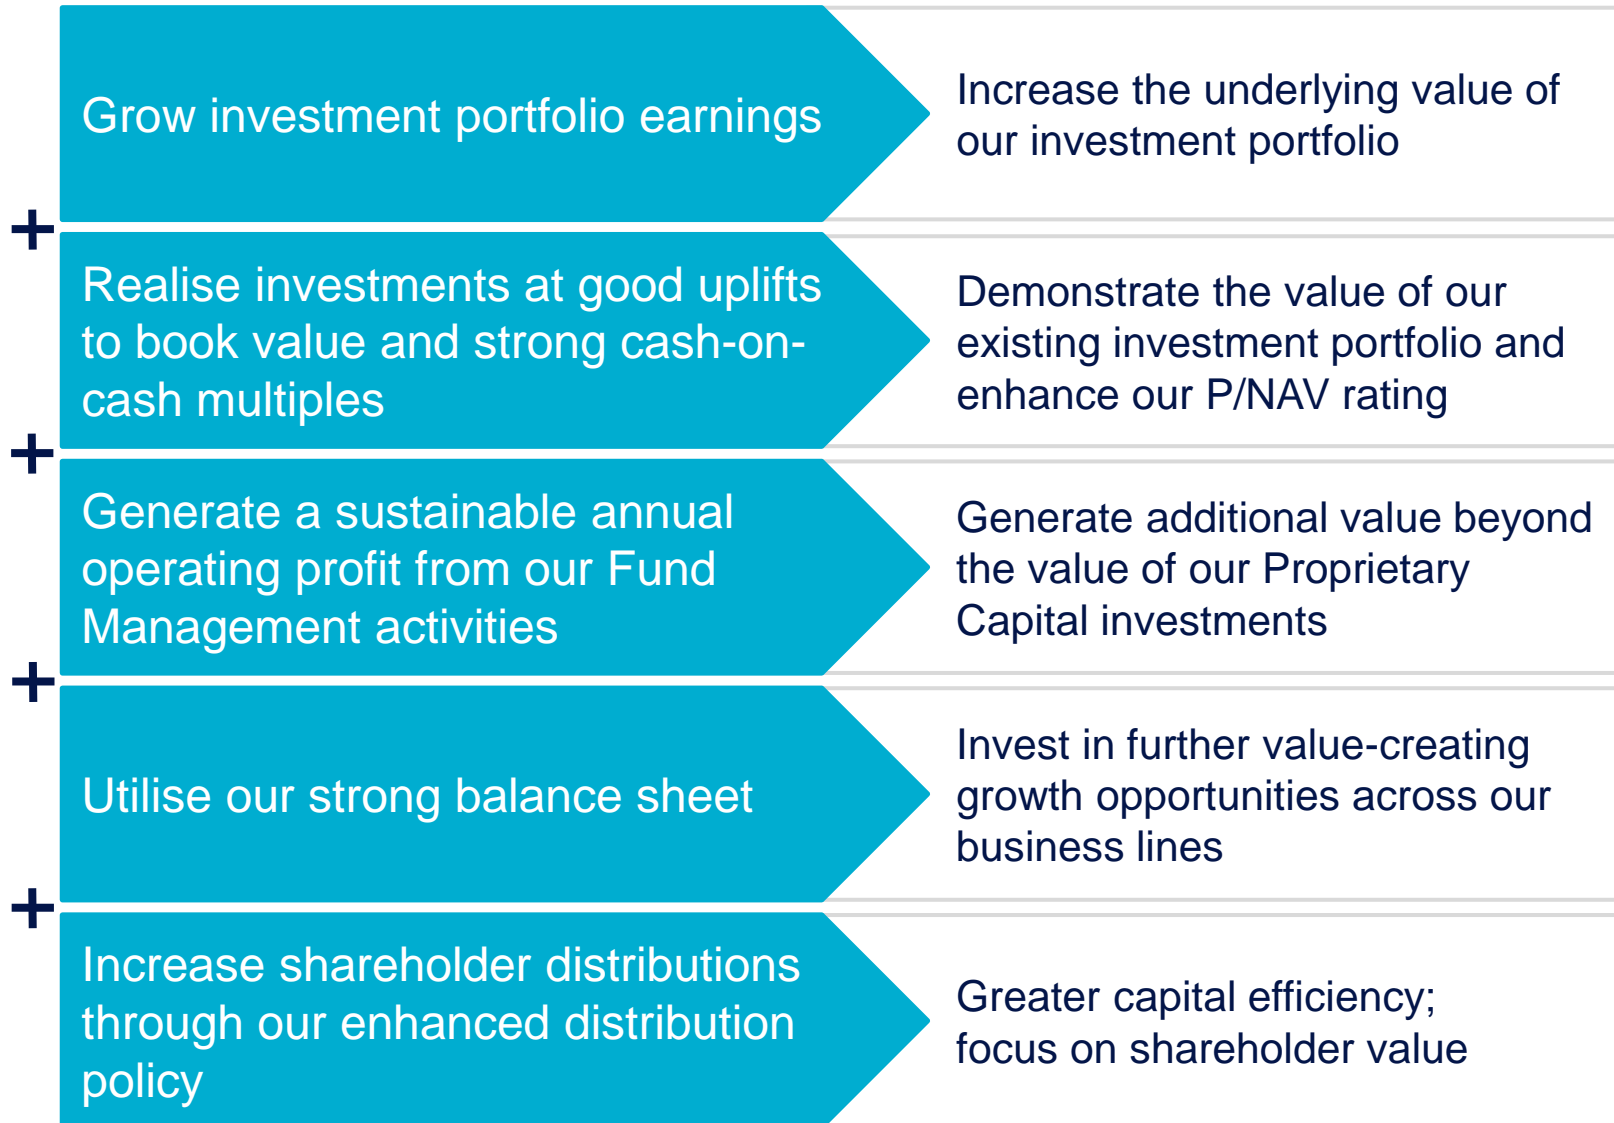 Grow investment portfolio earnings
Increase the underlying value of
our investment portfolio
+
Realise investments at good uplifts
to book value and strong cash-on-
cash multiples
Demonstrate the value of our
existing investment portfolio and
enhance our P/NAV rating
+
Generate a sustainable annual
operating profit from our Fund
Management activities
Generate additional value beyond
the value of our Proprietary
Capital investments
+
Utilise our strong balance sheet
Invest in further value-creating
growth opportunities across our
business lines
+
Increase shareholder distributions
through our enhanced distribution
policy
Greater capital efficiency;
focus on shareholder value